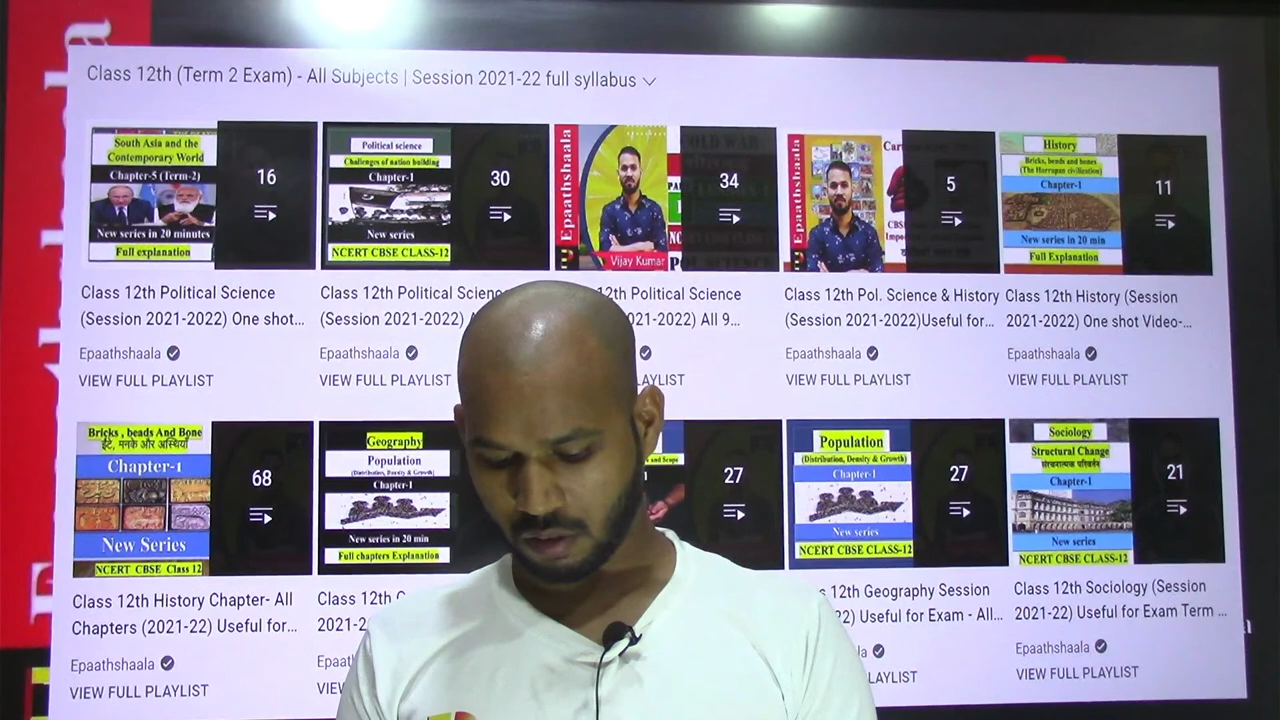 Class 12th (Term 2 Exam) - All Subjects | Session 2021-22 full syllabus
South Asia and the
Contemporary World
Chapter-5 (Term-2)
New series in 20 minutes
Full explanation
16
Political science
Challenges of nation building
Chapter-1
New series
NCERT CBSE CLASS-12
30
Epaathshaala
COLD WAR
Vijay Kumar
34
Epaathshaala
5
History
Bricks, beads and bones
(The Harrapan civilization)
Chapter-1
New series in 20 min
Full Explanation
11
Class 12th Political Science
(Session 2021-2022) One shot...
Epaathshaala
VIEW FULL PLAYLIST
Class 12th Political Science
(Session 2021-2022)
Epaathshaala
VIEW FULL PLAYLIST
12th Political Science
021-2022) All 9...
PLAYLIST
Class 12th Pol. Science & History
(Session 2021-2022)Useful for...
Epaathshaala
VIEW FULL PLAYLIST
Class 12th History (Session
2021-2022) One shot Video-...
Epaathshaala
VIEW FULL PLAYLIST
Bricks , beads And Bone
ईंट, मनके और अस्थियाँ
Chapter-1
New Series
NCERT CBSE Class 12
68
Geography
Population
(Distribution, Density & Growth)
Chapter-1
New series in 20 min
Full chapters Explanation
27
Population
(Distribution, Density & Growth)
Chapter-1
New series
NCERT CBSE CLASS-12
27
Sociology
Structural Change
संरचनात्मक परिवर्तन
Chapter-1
New series
NCERT CBSE CLASS-12
21
Class 12th History Chapter- All
Chapters (2021-22) Useful for...
Epaathshaala
VIEW FULL PLAYLIST
Class 12th
2021-2
Epaat
VIEW
Geography Session
Useful for Exam - All...
PLAYLIST
Class 12th Sociology (Session
2021-22) Useful for Exam Term ...
Epaathshaala
VIEW FULL PLAYLIST